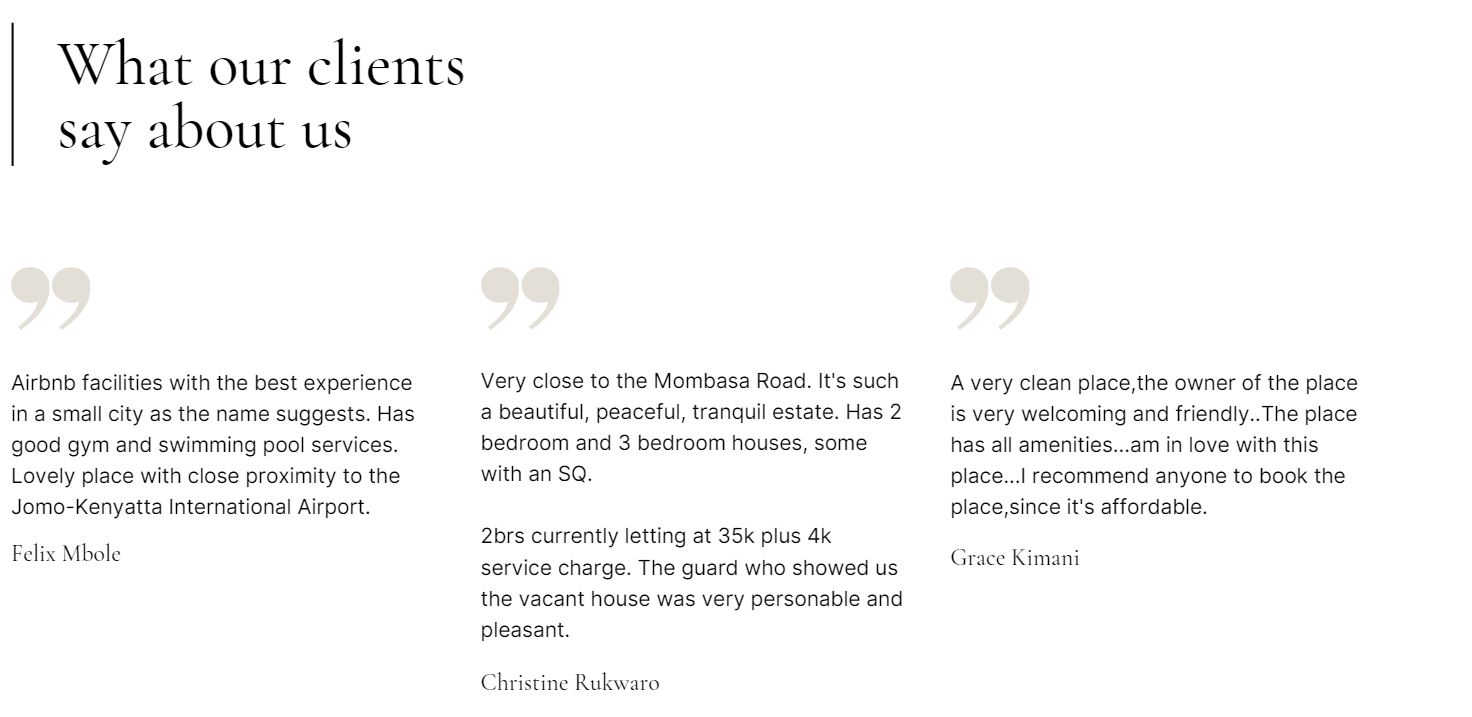 What our clients
say about us
”
Airbnb facilities with the best experience
in a small city as the name suggests. Has
good gym and swimming pool services.
Lovely place with close proximity to the
Jomo-Kenyatta International Airport.
Felix Mbole
”
Very close to the Mombasa Road. It's such
a beautiful, peaceful, tranquil estate. Has 2
bedroom and 3 bedroom houses, some
with an SQ.
2brs currently letting at 35k plus 4k
service charge. The guard who showed us
the vacant house was very personable and
pleasant.
Christine Rukwaro
”
A very clean place,the owner of the place
is very welcoming and friendly..The place
has all amenities...am in love with this
place...I recommend anyone to book the
place,since it's affordable.
Grace Kimani